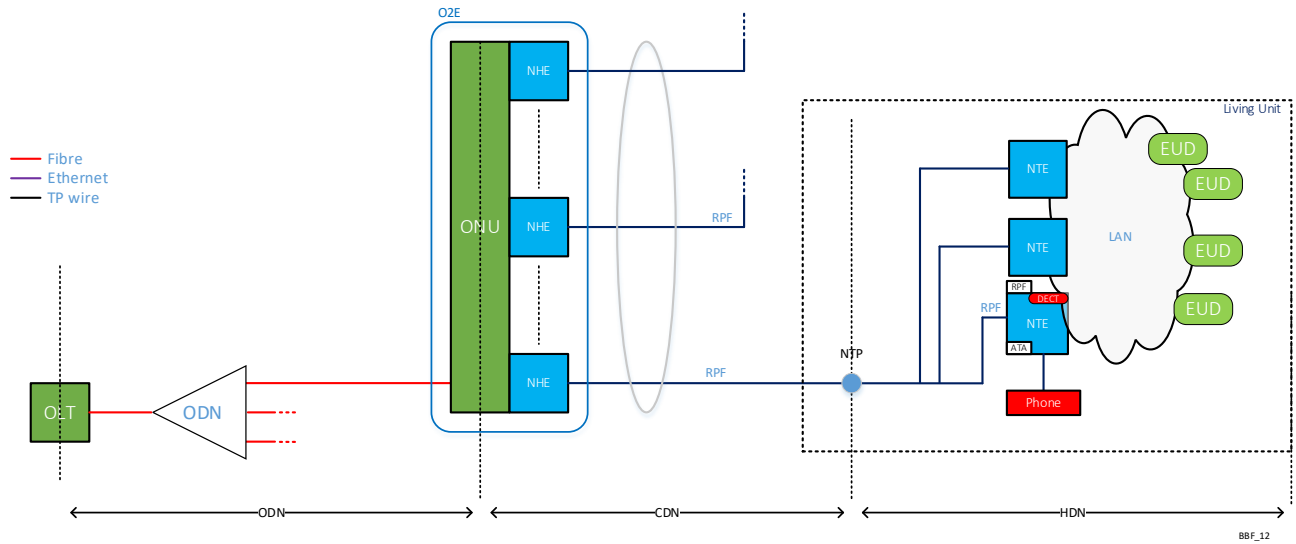 O2E
NHE
Living Unit
EUD
Fibre
NTE
Ethernet
EUD
TP wire
RPF
ONU
NHE
LAN
NTE
EUD
RPF
DECT
RPF
EUD
NTE
NTP
ATA
RPF
NHE
OLT
ODN
Phone
ODN
CDN
HDN
BBF_12